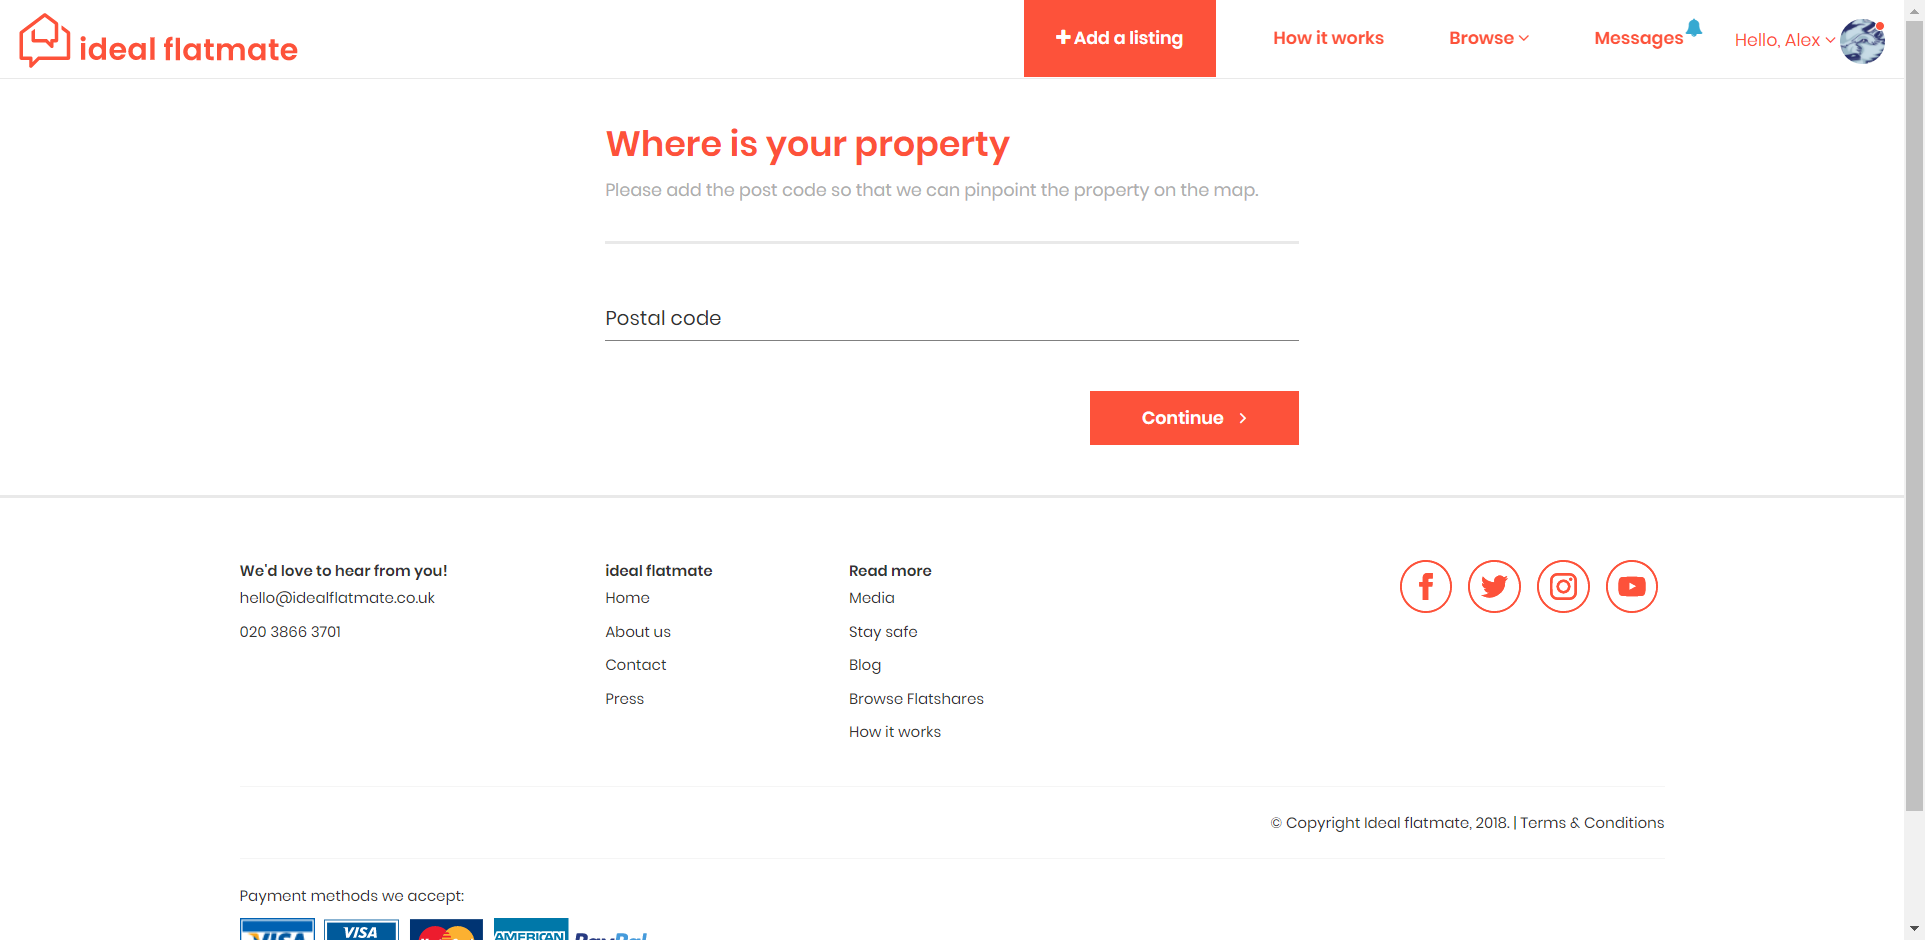 ideal flatmate
Add a listing
How it works
Browse
Messages
Hello, Alex
Where is your property
Please add the post code so that we can pinpoint the property on the map.
Postal code
Continue
We'd love to hear from you!
hello@idealflatmate.co.uk
020 3866 3701
ideal flatmate
Home
About us
Contact
Press
Read more
Media
Stay safe
Blog
Browse Flatshares
How it works
© Copyright Ideal flatmate, 2018. | Terms & Conditions
Payment methods we accept:
VISA
VISA
AMERICAN
PayPal